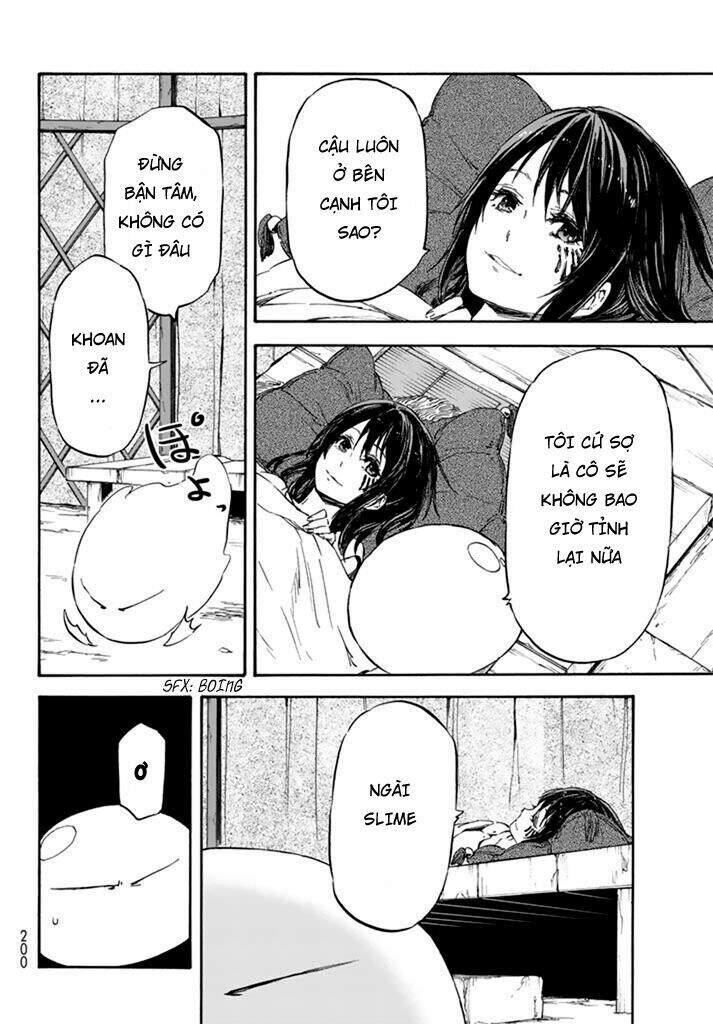 CẬU LUÔN
Ở BÊN
CẠNH TÔI
SAO?
ĐỪNG
BẬN TÂM,
KHÔNG CÓ
GÌ ĐÂU
KHOAN
ĐÃ
...
TÔI CỨ SỢ
LÀ CÔ SẼ
KHÔNG BAO
GIỜ TỈNH
LẠI NỮA
ぽよっ
SFX: BOING
NGÀI
SLIME
Ơ
200